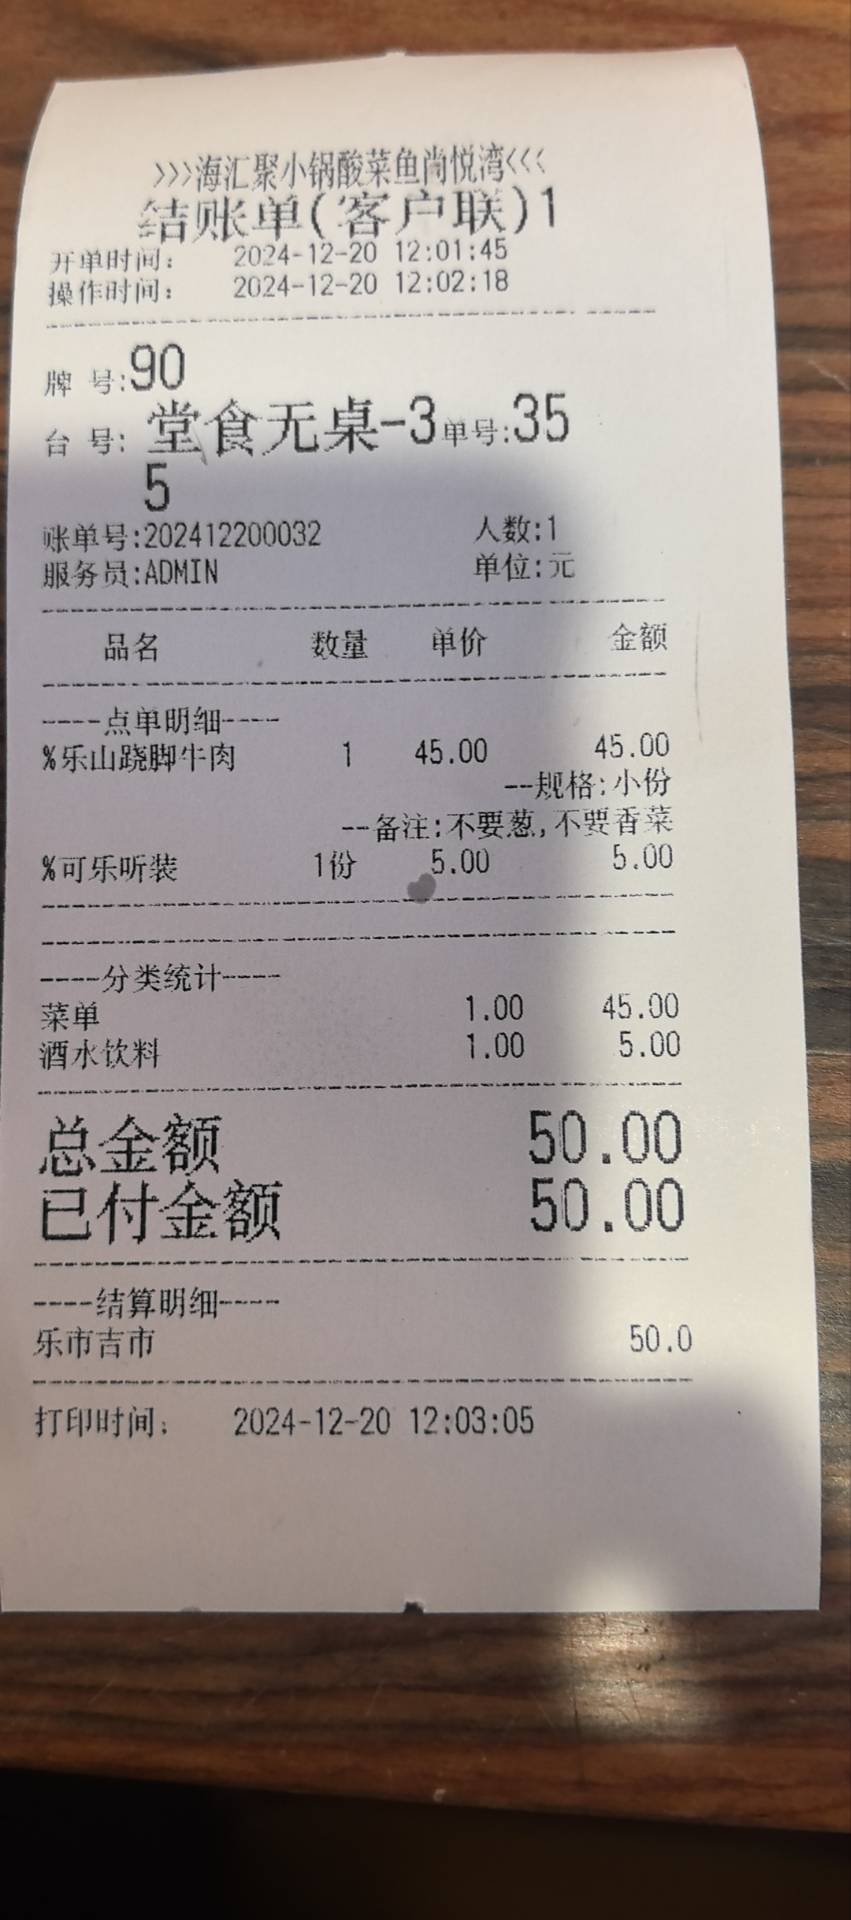 >>>海汇聚小锅酸菜鱼尚悦湾<<<
结账单(客户联)1
开单时间: 2024-12-20 12:01:45
操作时间: 2024-12-20 12:02:18
牌 号:90
台 号: 堂食无桌-3单号:35
5
账单号:202412200032 人数:1
服务员:ADMIN 单位:元
品名 数量 单价 金额
----点单明细----
%乐山跷脚牛肉 1 45.00 45.00
--规格:小份
--备注:不要葱,不要香菜
%可乐听装 1份 5.00 5.00
----分类统计----
菜单 1.00 45.00
酒水饮料 1.00 5.00
总金额 50.00
已付金额 50.00
----结算明细----
乐市吉市 50.0
打印时间: 2024-12-20 12:03:05